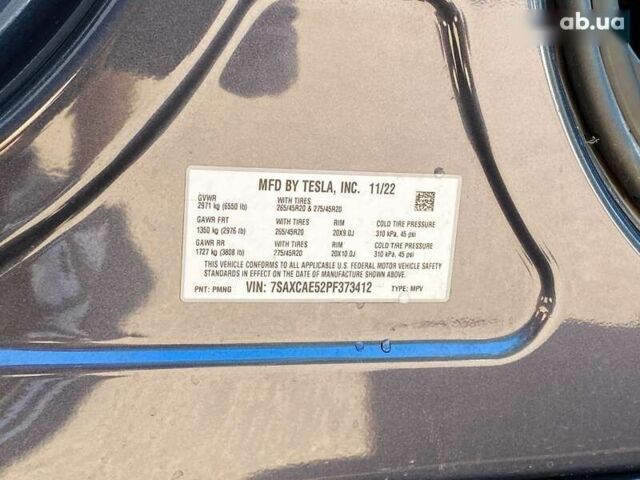 ab.ua
MFD BY TESLA, INC. 11/22
GVWR WITH TIRES
2971 kg (6550 lb) 265/45R20 & 275/45R20
GAWR FRT WITH TIRES RIM COLD TIRE PRESSURE
1350 kg (2976 lb) 265/45R20 20X9.0J 310 kPa, 45 psi
GAWR RR WITH TIRES RIM COLD TIRE PRESSURE
1727 kg (3808 lb) 275/45R20 20X10.0J 310 kPa, 45 psi
THIS VEHICLE CONFORMS TO ALL APPLICABLE U.S. FEDERAL MOTOR VEHICLE SAFETY
STANDARDS IN EFFECT ON THE DATE OF MANUFACTURE SHOWN ABOVE.
PNT: PMNG VIN: 7SAXCAE52PF373412 TYPE: MPV